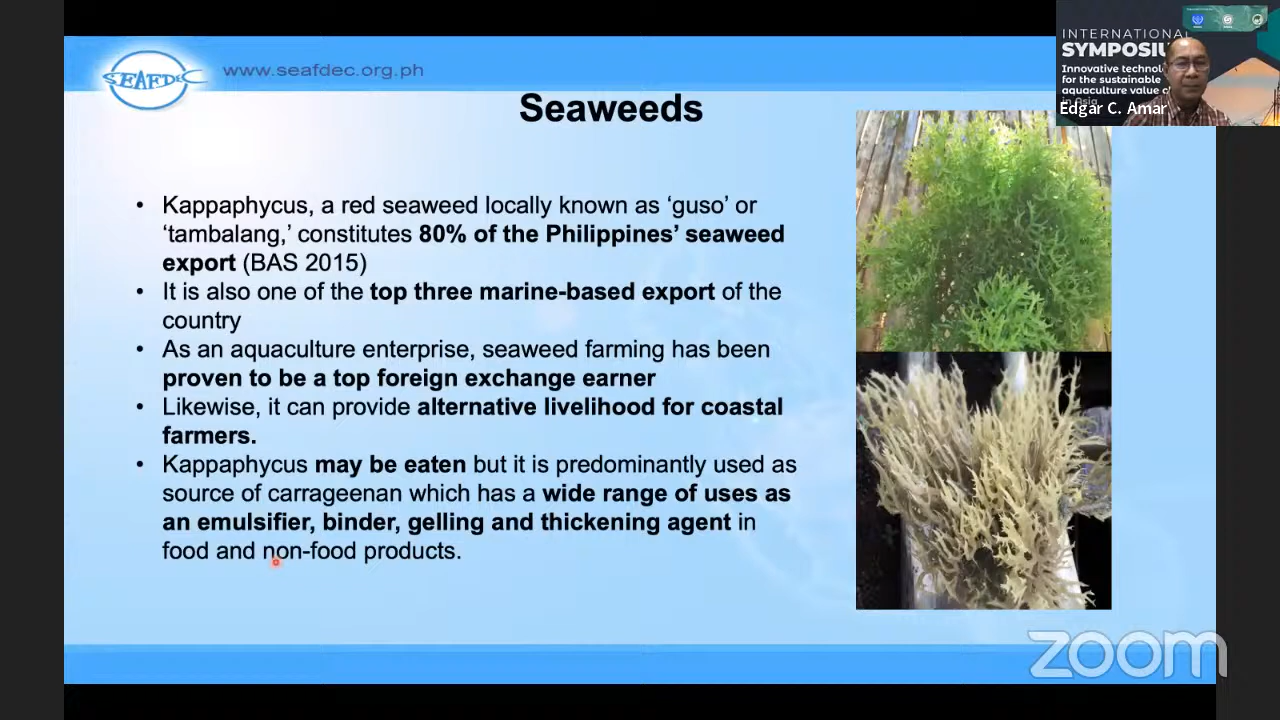 SEAFDEC
www.seafdec.org.ph
INTERNATIONAL
SYMPOSIU
Innovative technol
for the sustainable
aquaculture value c
in Asia
Edgar C. Amar
Seaweeds
• Kappaphycus, a red seaweed locally known as ‘guso’ or
‘tambalang,’ constitutes 80% of the Philippines’ seaweed
export (BAS 2015)
• It is also one of the top three marine-based export of the
country
• As an aquaculture enterprise, seaweed farming has been
proven to be a top foreign exchange earner
• Likewise, it can provide alternative livelihood for coastal
farmers.
• Kappaphycus may be eaten but it is predominantly used as
source of carrageenan which has a wide range of uses as
an emulsifier, binder, gelling and thickening agent in
food and non-food products.
zoom